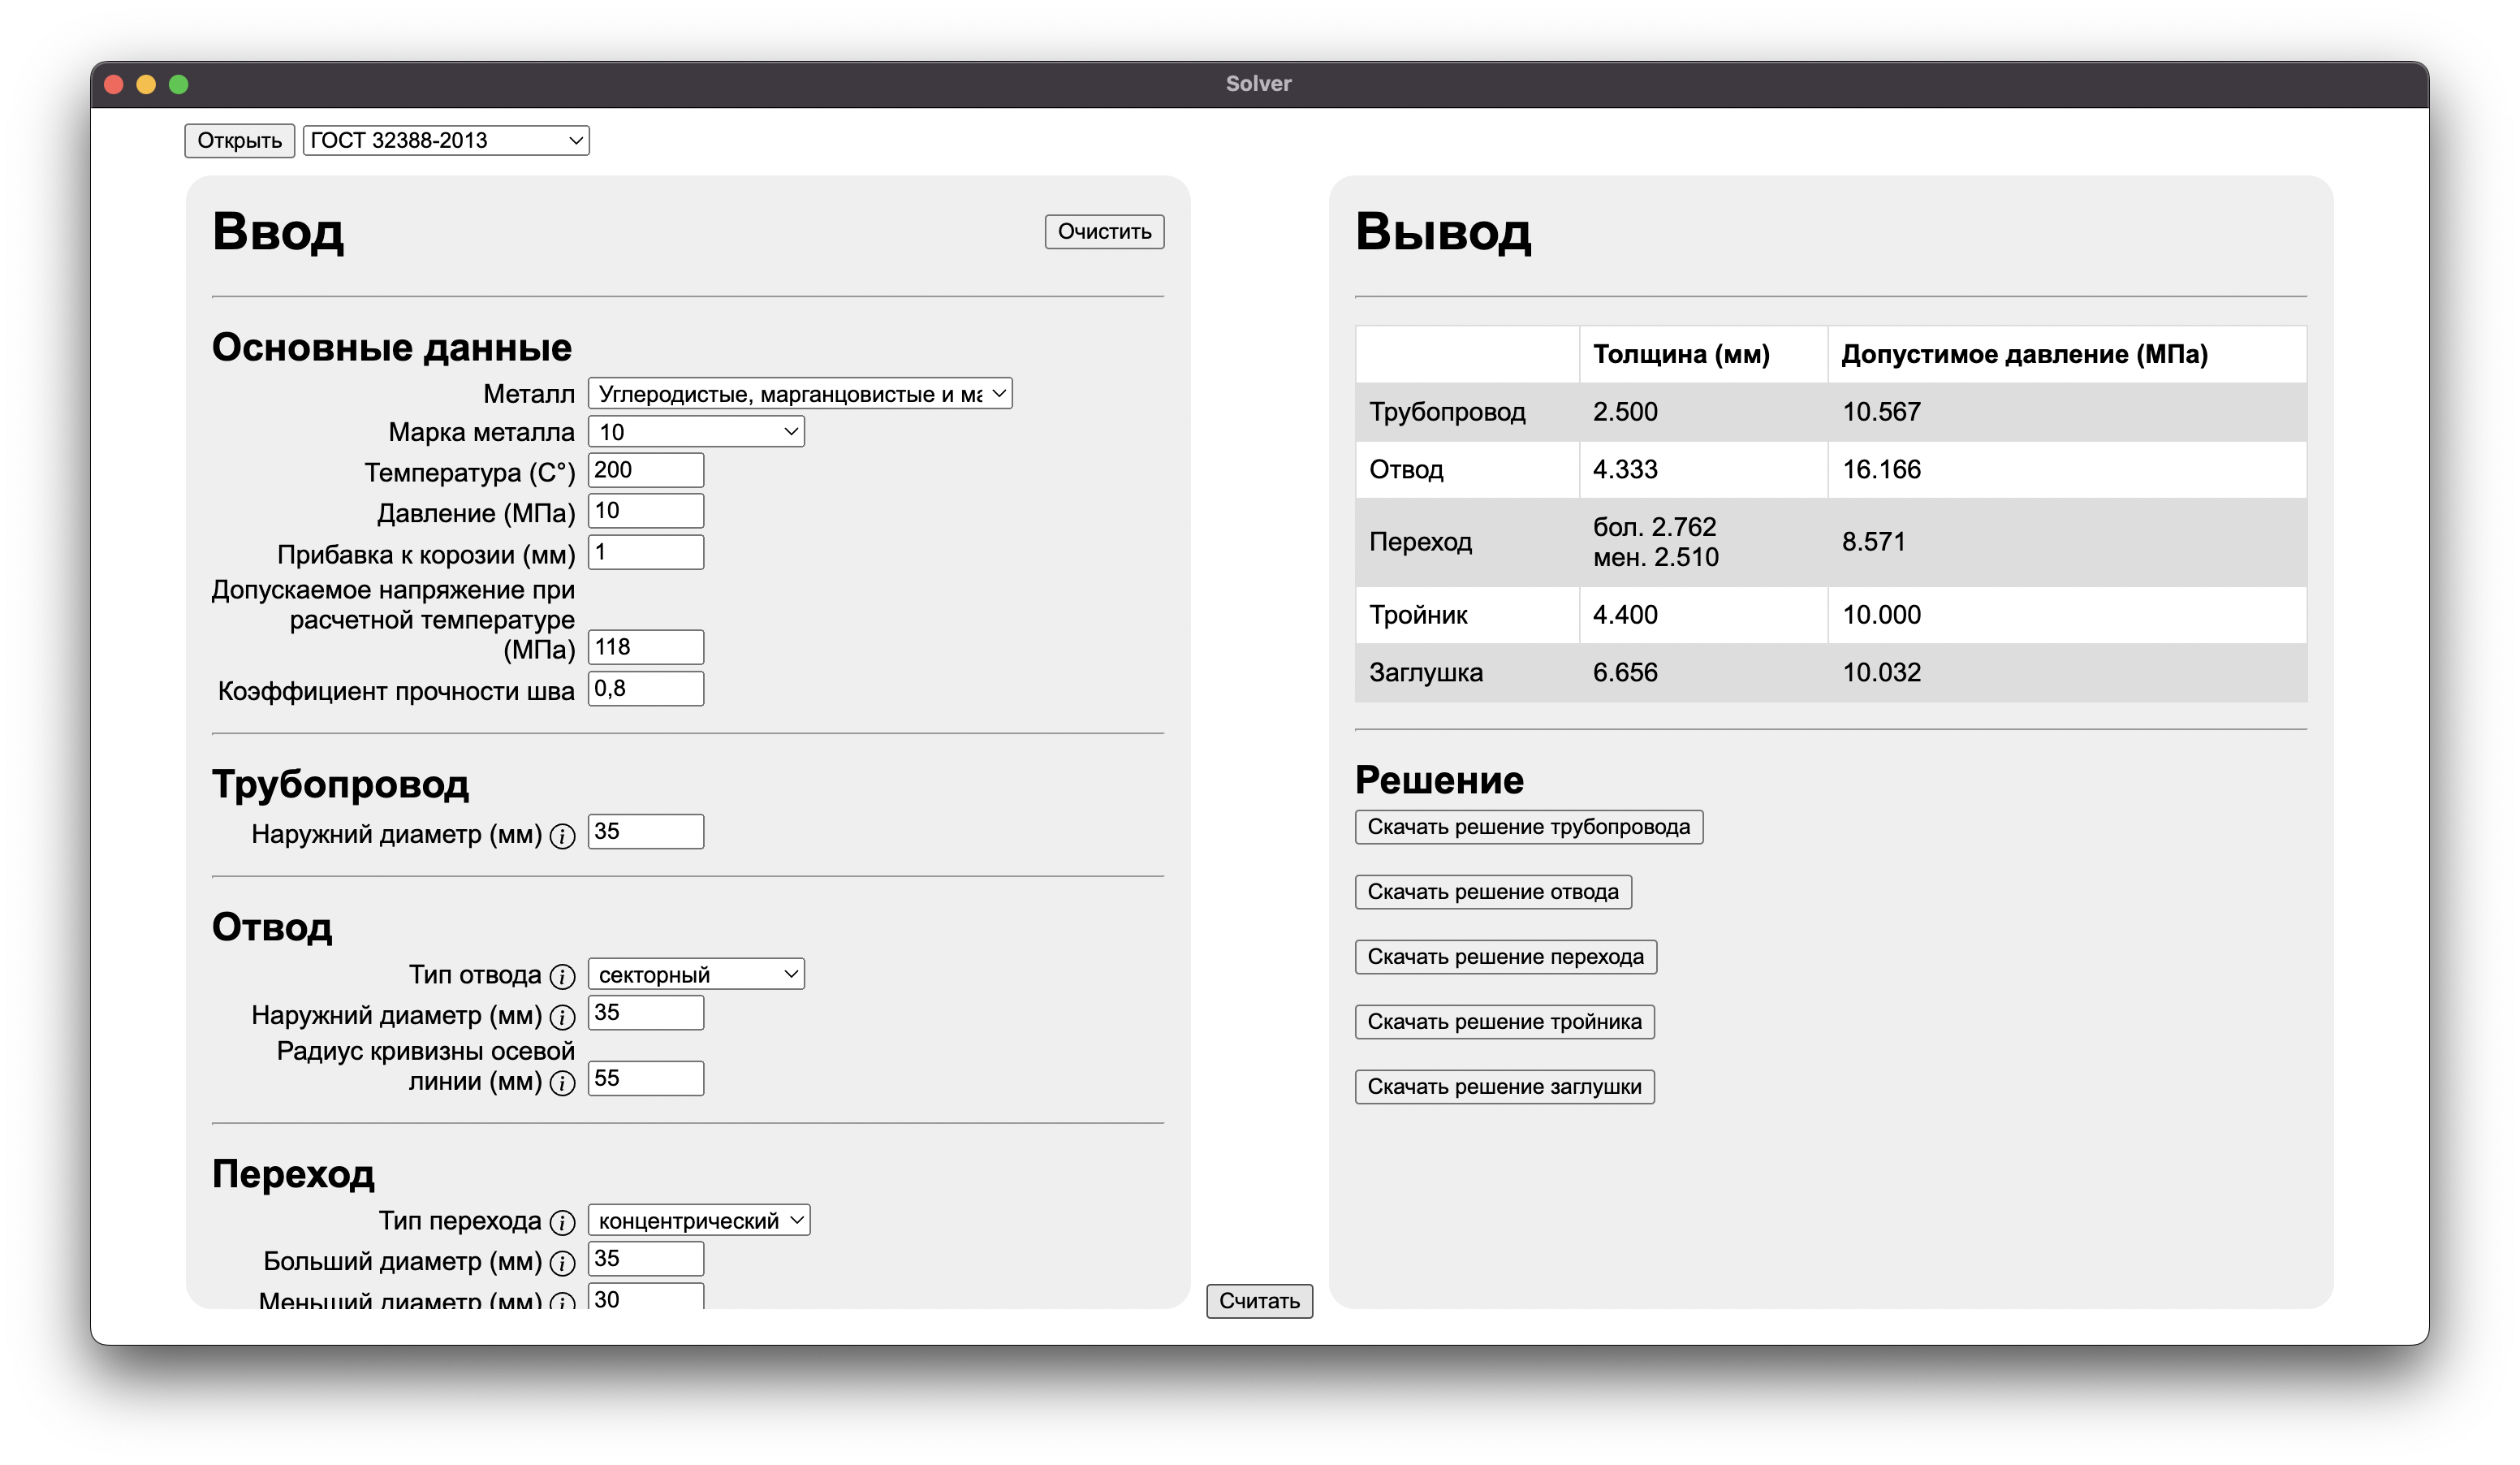 Solver
Открыть ГОСТ 32388-2013
Ввод
Очистить
Основные данные
Металл Углеродистые, марганцовистые и ма
Марка металла 10
Температура (С°) 200
Давление (МПа) 10
Прибавка к корозии (мм) 1
Допускаемое напряжение при
расчетной температуре
(МПа) 118
Коэффициент прочности шва 0,8
Трубопровод
Наружний диаметр (мм) i 35
Отвод
Тип отвода i секторный
Наружний диаметр (мм) i 35
Радиус кривизны осевой
линии (мм) i 55
Переход
Тип перехода i концентрический
Больший диаметр (мм) i 35
Меньший диаметр (мм) i 30
Считать
Вывод
Толщина (мм) Допустимое давление (МПа)
Трубопровод 2.500 10.567
Отвод 4.333 16.166
Переход бол. 2.762 8.571
мен. 2.510
Тройник 4.400 10.000
Заглушка 6.656 10.032
Решение
Скачать решение трубопровода
Скачать решение отвода
Скачать решение перехода
Скачать решение тройника
Скачать решение заглушки